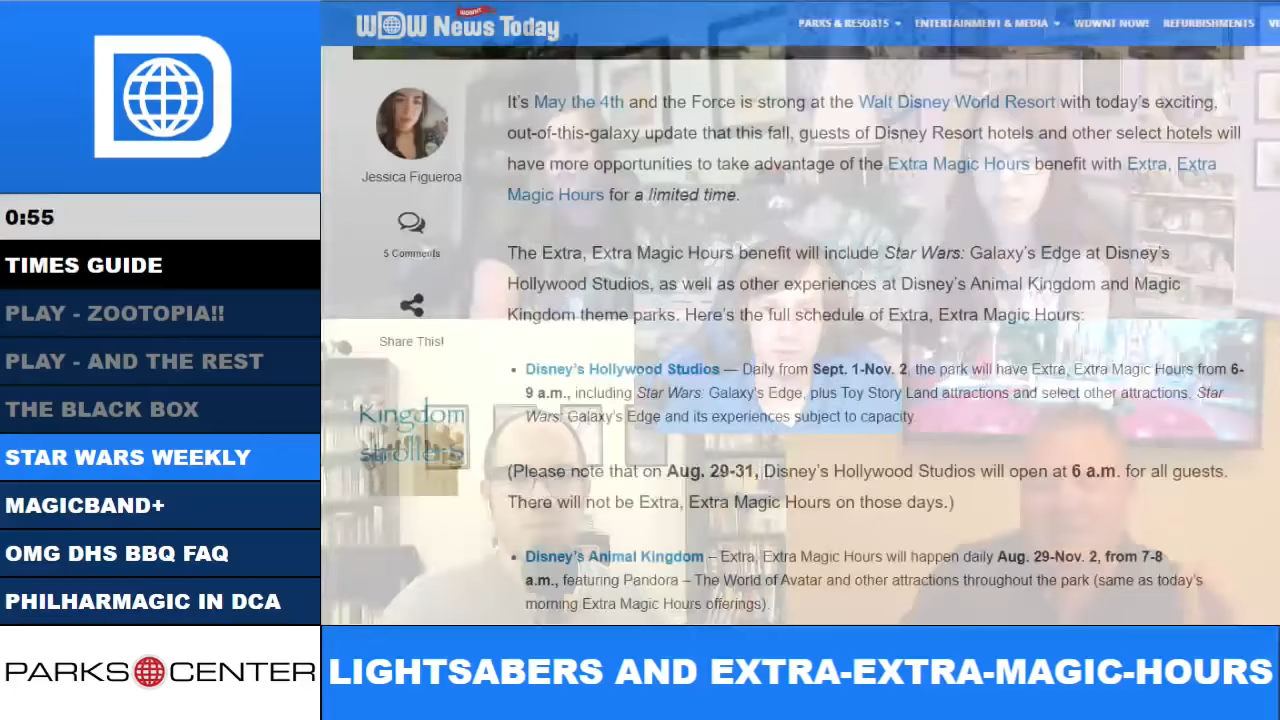 0:55
TIMES GUIDE
PLAY - ZOOTOPIA!!
PLAY - AND THE REST
THE BLACK BOX
STAR WARS WEEKLY
MAGICBAND+
OMG DHS BBQ FAQ
PHILHARMAGIC IN DCA
PARKS CENTER
WDWNT
WDW News Today
PARKS & RESORTS
ENTERTAINMENT & MEDIA
WDWNT NOW!
REFURBISHMENTS
Jessica Figueroa
5 Comments
Share This!
Kingdom
strollers
It's May the 4th and the Force is strong at the Walt Disney World Resort with today's exciting,
out-of-this-galaxy update that this fall, guests of Disney Resort hotels and other select hotels will
have more opportunities to take advantage of the Extra Magic Hours benefit with Extra, Extra
Magic Hours for a limited time.
The Extra, Extra Magic Hours benefit will include Star Wars: Galaxy's Edge at Disney's
Hollywood Studios, as well as other experiences at Disney's Animal Kingdom and Magic
Kingdom theme parks. Here's the full schedule of Extra, Extra Magic Hours:
• Disney's Hollywood Studios — Daily from Sept. 1-Nov. 2, the park will have Extra, Extra Magic Hours from 6-
9 a.m., including Star Wars: Galaxy's Edge, plus Toy Story Land attractions and select other attractions. Star
Wars: Galaxy's Edge and its experiences subject to capacity.
(Please note that on Aug. 29-31, Disney's Hollywood Studios will open at 6 a.m. for all guests.
There will not be Extra, Extra Magic Hours on those days.)
• Disney's Animal Kingdom – Extra, Extra Magic Hours will happen daily Aug. 29-Nov. 2, from 7-8
a.m., featuring Pandora – The World of Avatar and other attractions throughout the park (same as today's
morning Extra Magic Hours offerings).
LIGHTSABERS AND EXTRA-EXTRA-MAGIC-HOURS